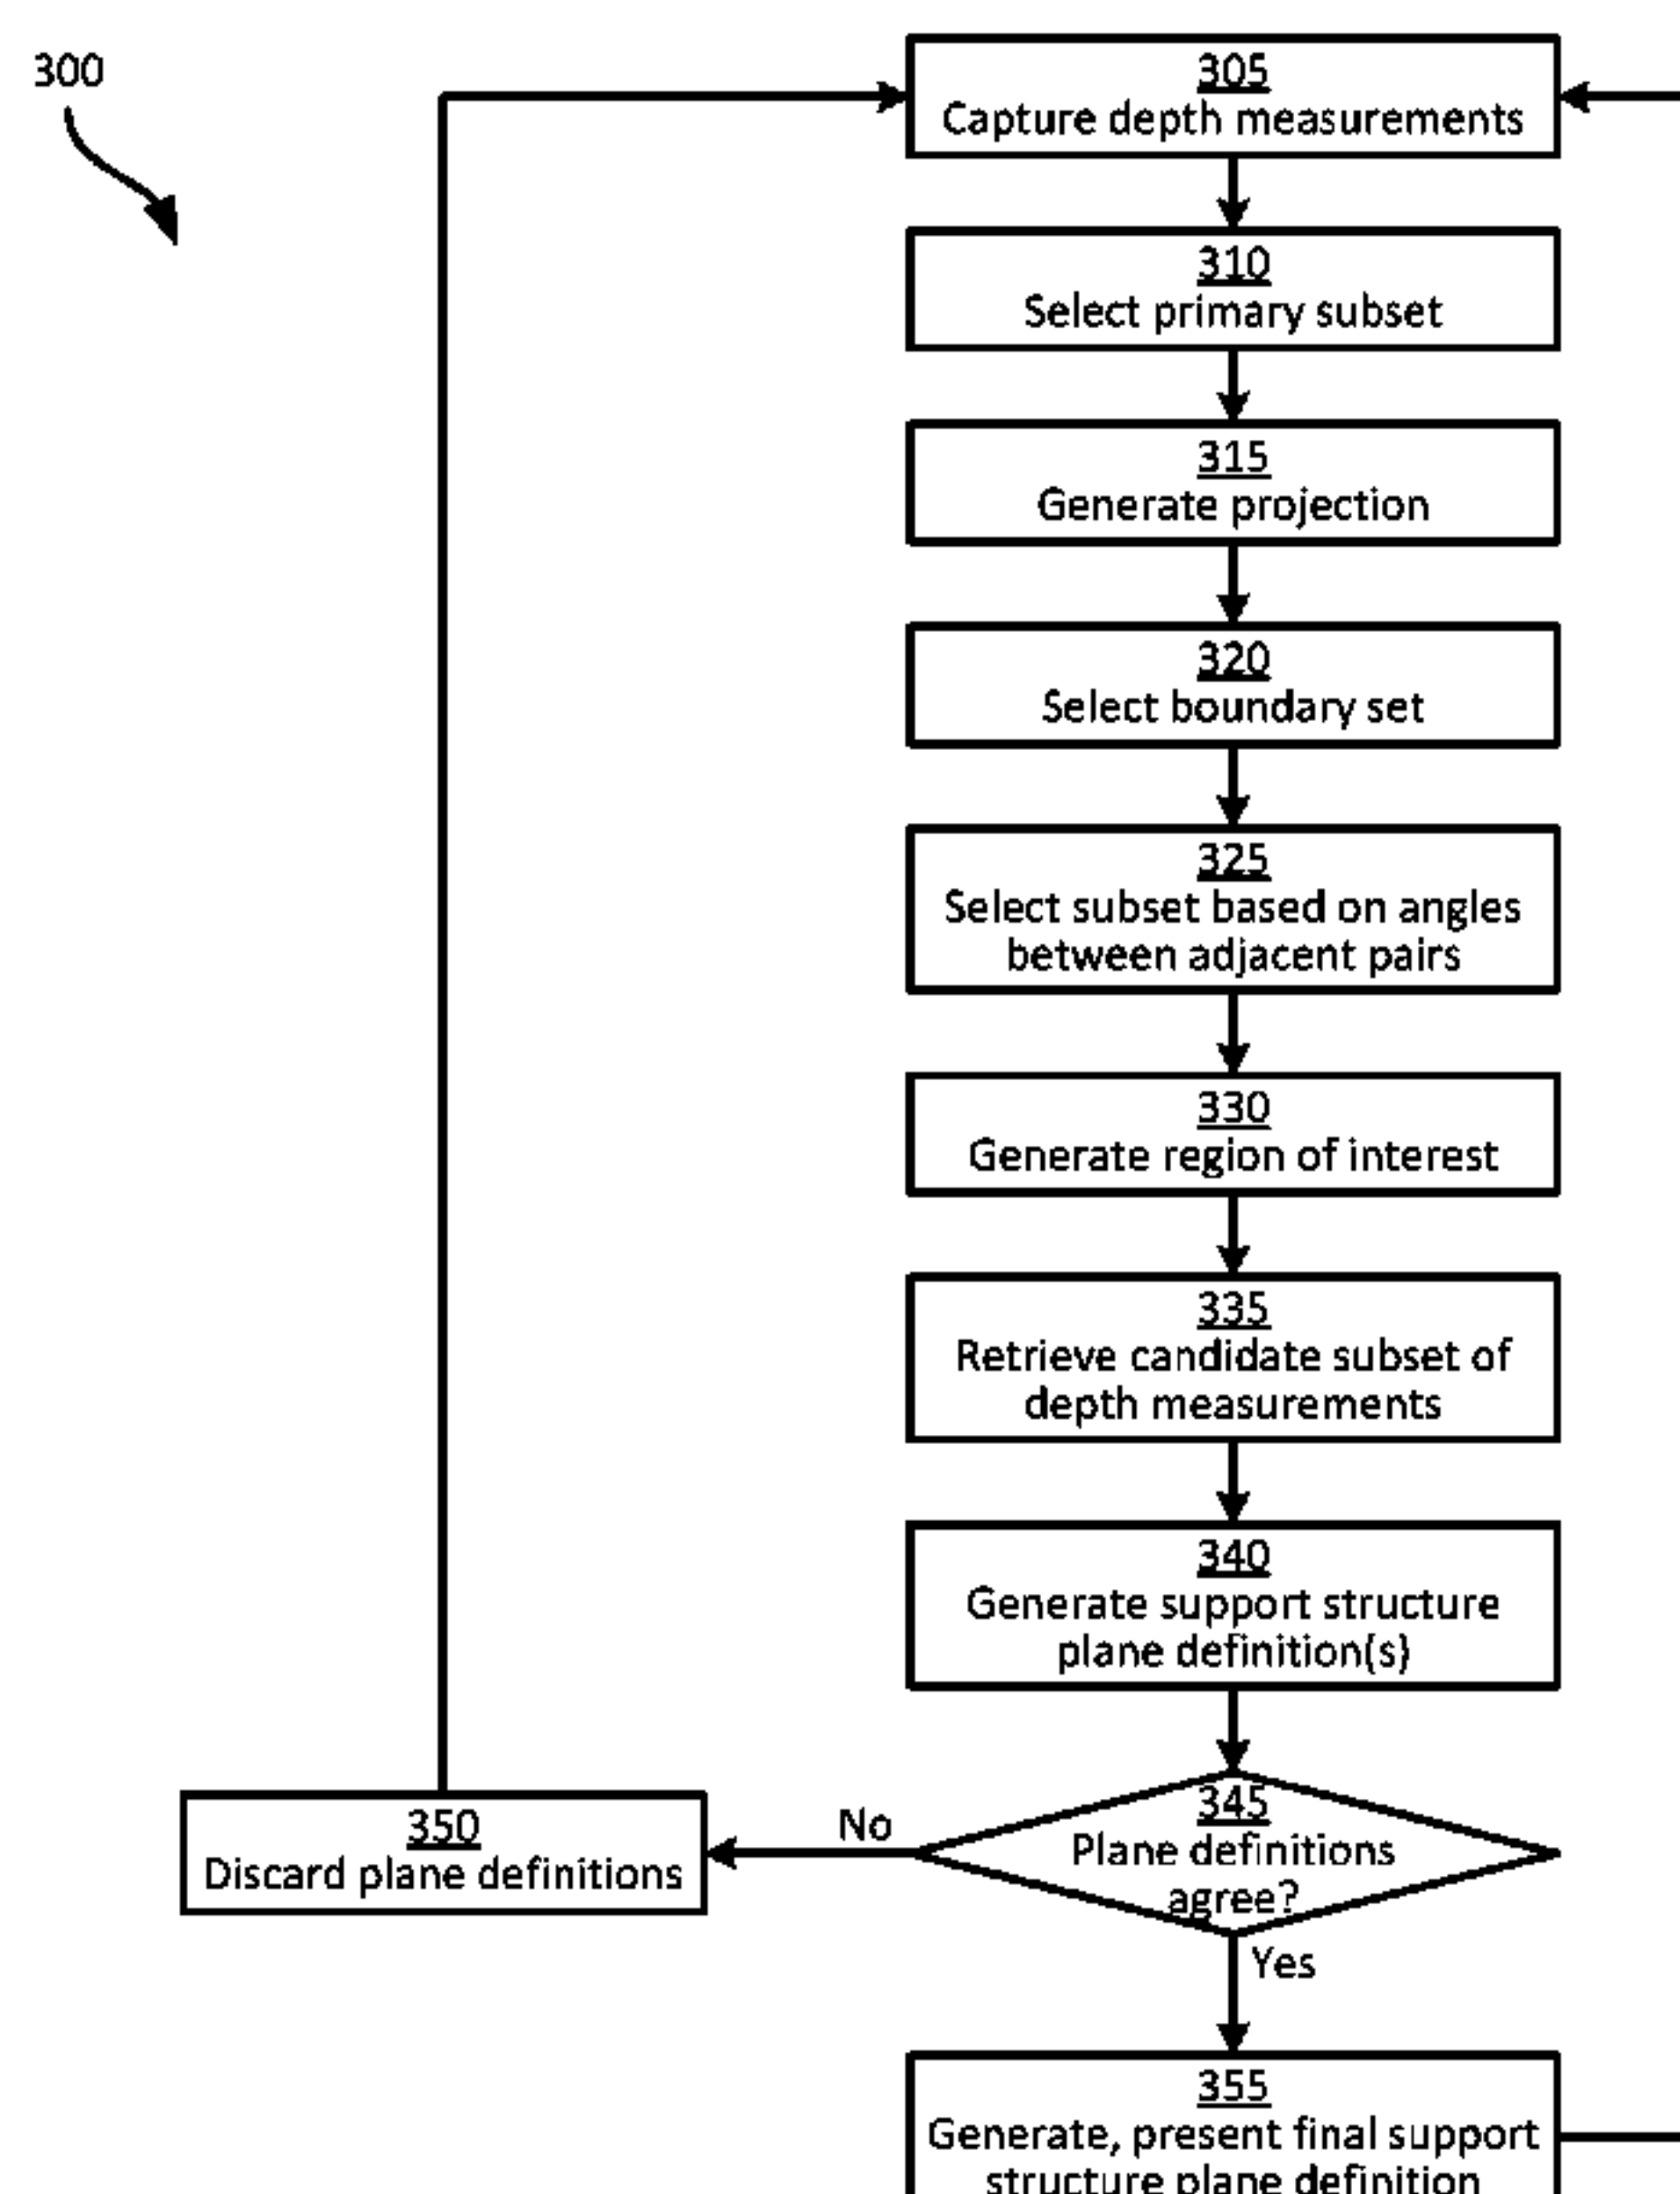 300
305
Capture depth measurements
310
Select primary subset
315
Generate projection
320
Select boundary set
325
Select subset based on angles
between adjacent pairs
330
Generate region of interest
335
Retrieve candidate subset of
depth measurements
340
Generate support structure
plane definition(s)
345
Plane definitions
agree?
No
350
Discard plane definitions
Yes
355
Generate, present final support
structure plane definition